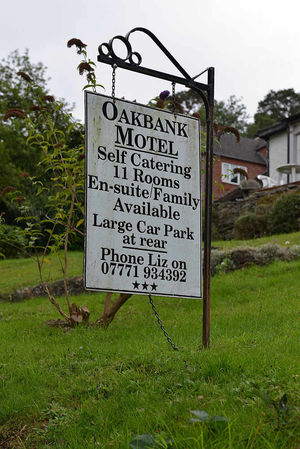 OAKBANK
MOTEL
Self Catering
11 Rooms
En-suite/Family
Available
Large Car Park
at rear
Phone Liz on
07771 934392
★★★